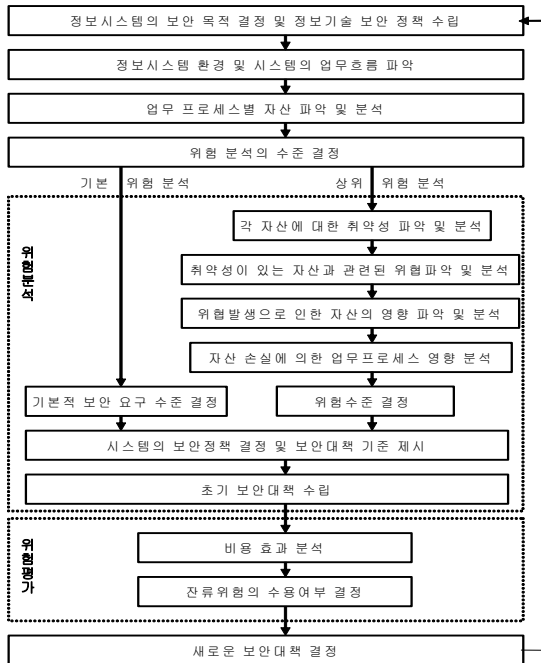 정보시스템의 보안 목적 결정 및 정보기술 보안 정책 수립
정보시스템 환경 및 시스템의 업무흐름 파악
업무 프로세스별 자산 파악 및 분석
위험 분석의 수준 결정
기본 위험 분석
상위 위험 분석
위험분석
각 자산에 대한 취약성 파악 및 분석
취약성이 있는 자산과 관련된 위협파악 및 분석
위협발생으로 인한 자산의 영향 파악 및 분석
자산 손실에 의한 업무프로세스 영향 분석
기본적 보안 요구 수준 결정
위험수준 결정
시스템의 보안정책 결정 및 보안대책 기준 제시
초기 보안대책 수립
위험평가
비용 효과 분석
잔류위험의 수용여부 결정
새로운 보안대책 결정